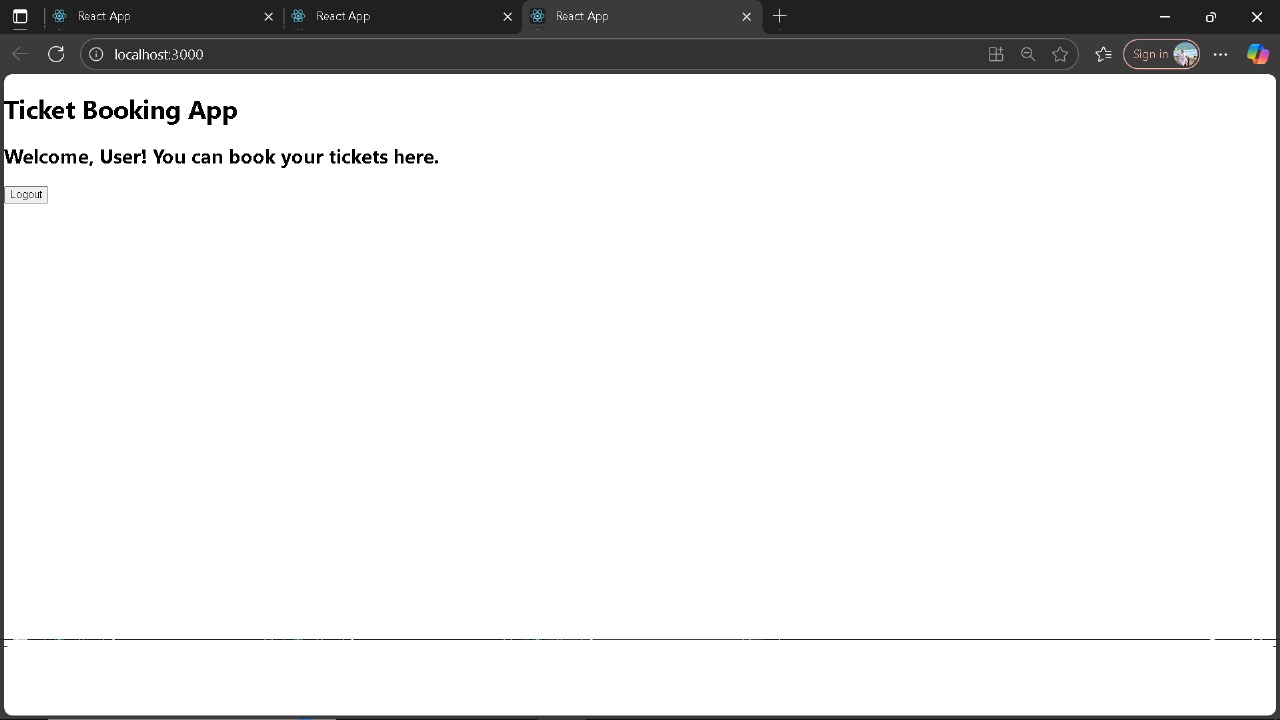 React App
React App
React App
localhost:3000
Sign in
Ticket Booking App
Welcome, User! You can book your tickets here.
Logout